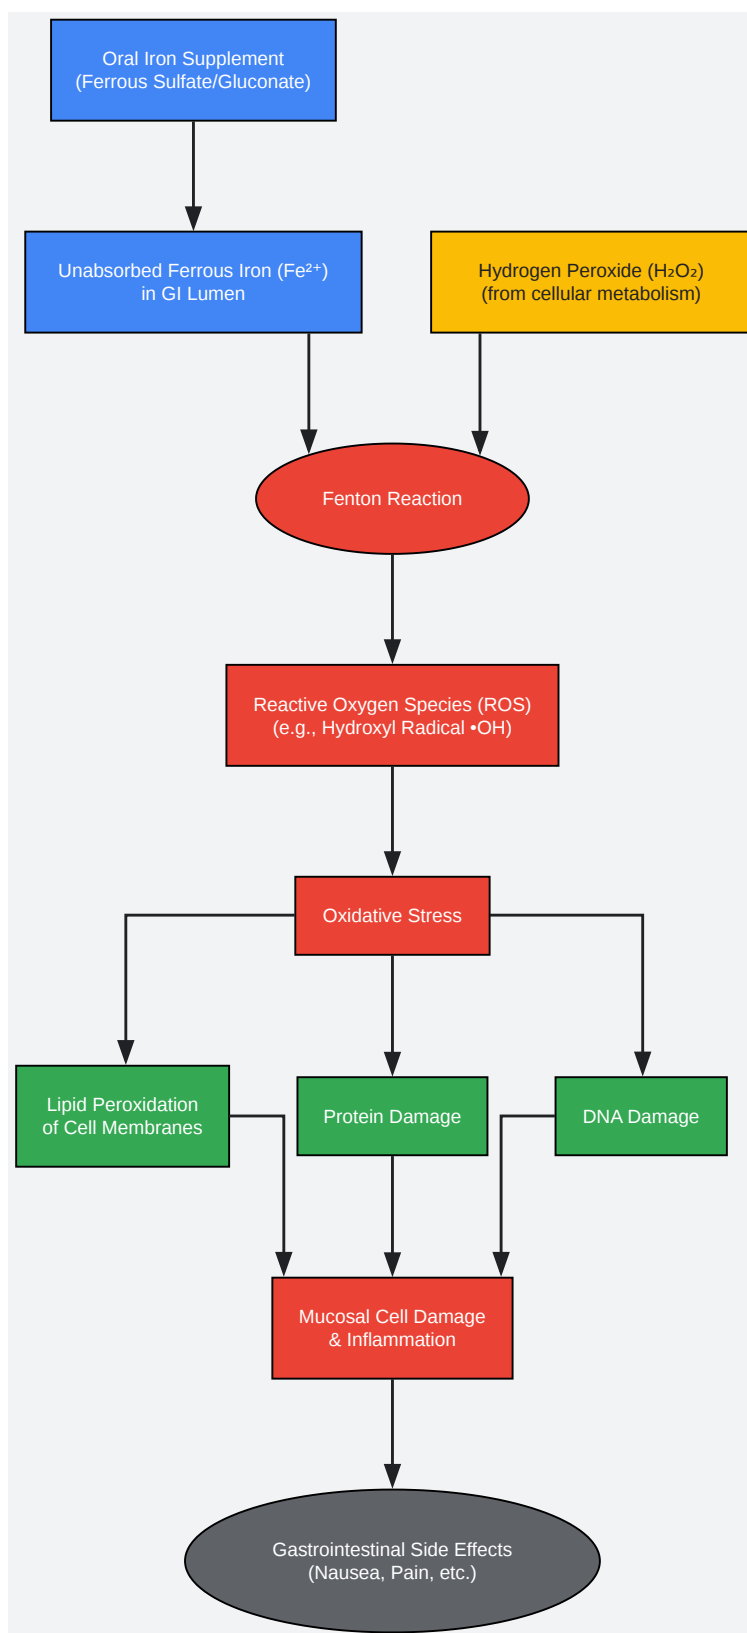 Oral Iron Supplement
(Ferrous Sulfate/Gluconate)
Unabsorbed Ferrous Iron (Fe²⁺)
in GI Lumen
Hydrogen Peroxide (H₂O₂)
(from cellular metabolism)
Fenton Reaction
Reactive Oxygen Species (ROS)
(e.g., Hydroxyl Radical •OH)
Oxidative Stress
Lipid Peroxidation
of Cell Membranes
Protein Damage
DNA Damage
Mucosal Cell Damage
& Inflammation
Gastrointestinal Side Effects
(Nausea, Pain, etc.)